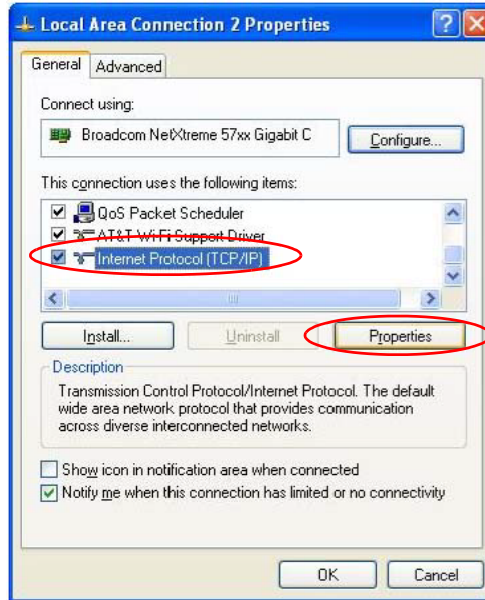 Local Area Connection 2 Properties
General
Advanced
Connect using:
Broadcom NetXtreme 57xx Gigabit C
Configure...
This connection uses the following items:
QoS Packet Scheduler
AT&T Wi-Fi Support Driver
Internet Protocol (TCP/IP)
Install...
Uninstall
Properties
Description
Transmission Control Protocol/Internet Protocol. The default
wide area network protocol that provides communication
across diverse interconnected networks.
Show icon in notification area when connected
Notify me when this connection has limited or no connectivity
OK
Cancel